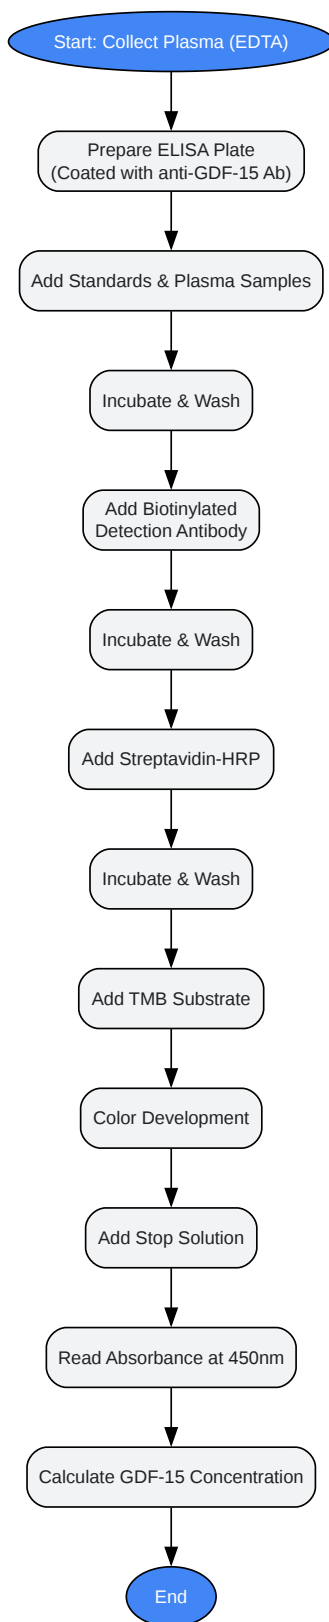 Start: Collect Plasma (EDTA)
Prepare ELISA Plate
(Coated with anti-GDF-15 Ab)
Add Standards & Plasma Samples
Incubate & Wash
Add Biotinylated
Detection Antibody
Incubate & Wash
Add Streptavidin-HRP
Incubate & Wash
Add TMB Substrate
Color Development
Add Stop Solution
Read Absorbance at 450nm
Calculate GDF-15 Concentration
End